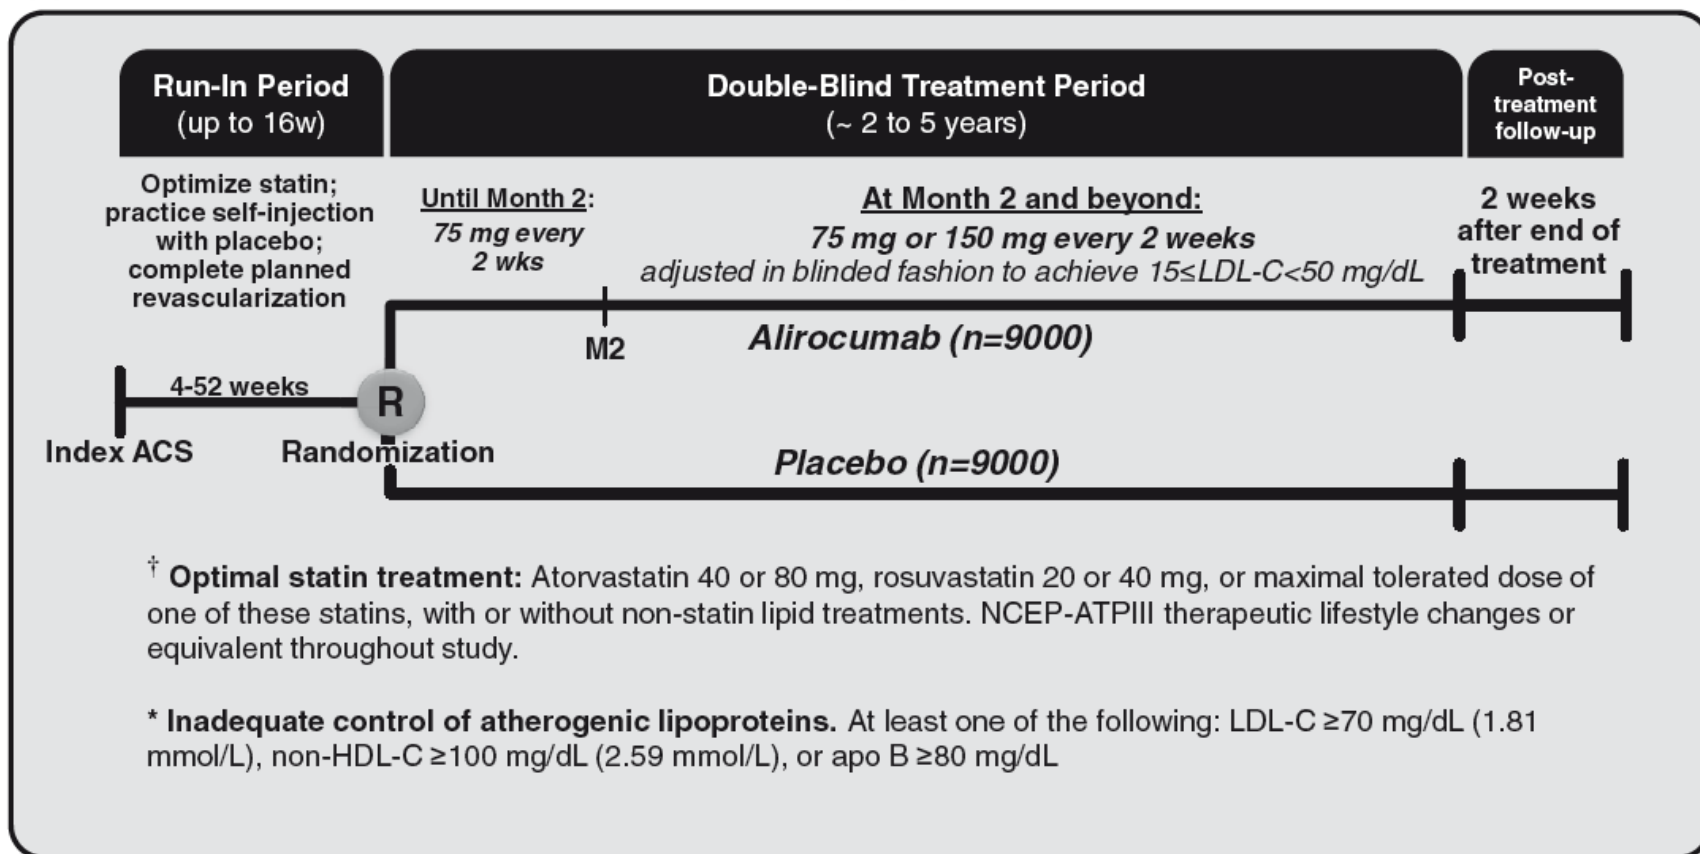 Run-In Period
(up to 16w)
Double-Blind Treatment Period
(~ 2 to 5 years)
Post-
treatment
follow-up
Optimize statin;
practice self-injection
with placebo;
complete planned
revascularization
Until Month 2:
75 mg every
2 wks
At Month 2 and beyond:
75 mg or 150 mg every 2 weeks
adjusted in blinded fashion to achieve 15≤LDL-C<50 mg/dL
2 weeks
after end of
treatment
M2
Alirocumab (n=9000)
4-52 weeks
R
Index ACS
Randomization
Placebo (n=9000)
† Optimal statin treatment: Atorvastatin 40 or 80 mg, rosuvastatin 20 or 40 mg, or maximal tolerated dose of
one of these statins, with or without non-statin lipid treatments. NCEP-ATPIII therapeutic lifestyle changes or
equivalent throughout study.
* Inadequate control of atherogenic lipoproteins. At least one of the following: LDL-C ≥70 mg/dL (1.81
mmol/L), non-HDL-C ≥100 mg/dL (2.59 mmol/L), or apo B ≥80 mg/dL